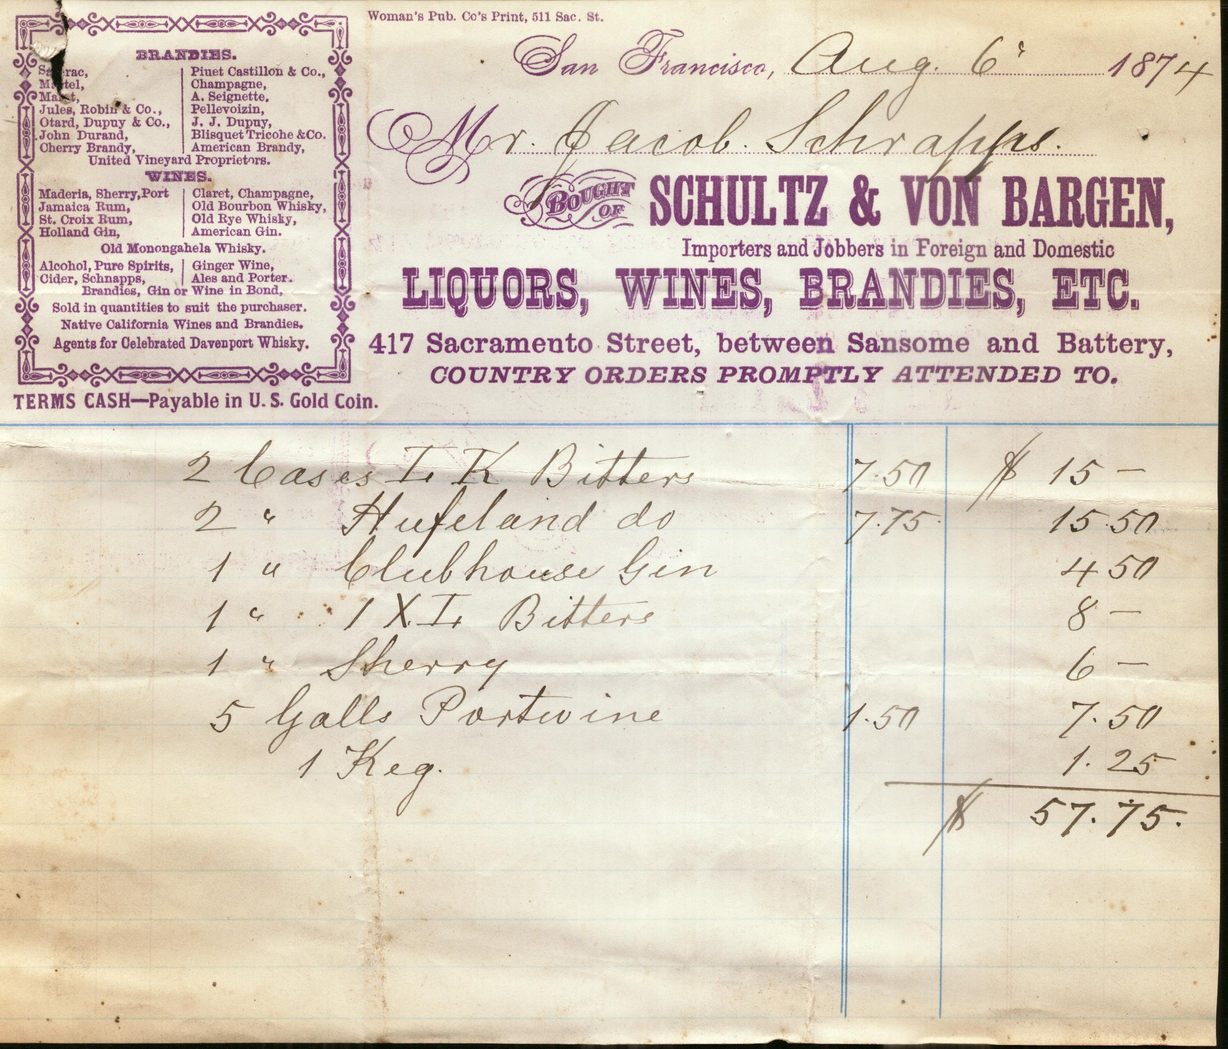 Woman's Pub. Co's Print, 511 Sac. St.
San Francisco, Aug. 6" 1874
Mr. Jacob. Schrapps.
BOUGHT OF SCHULTZ & VON BARGEN,
Importers and Jobbers in Foreign and Domestic
LIQUORS, WINES, BRANDIES, ETC.
417 Sacramento Street, between Sansome and Battery,
COUNTRY ORDERS PROMPTLY ATTENDED TO.
BRANDIES.
Piuet Castillon & Co.,
Martel, Champagne,
A. Seignette,
Jules, Robin & Co., Pellevoizin,
Otard, Dupuy & Co., J. J. Dupuy,
John Durand, Blisquet Tricohe & Co.
Cherry Brandy, American Brandy,
United Vineyard Proprietors.
WINES.
Maderia, Sherry, Port Claret, Champagne,
Jamaica Rum, Old Bourbon Whisky,
St. Croix Rum, Old Rye Whisky,
Holland Gin, American Gin.
Old Monongahela Whisky.
Alcohol, Pure Spirits, Ginger Wine,
Cider, Schnapps, Ales and Porter.
Brandies, Gin or Wine in Bond,
Sold in quantities to suit the purchaser.
Native California Wines and Brandies.
Agents for Celebrated Davenport Whisky.
TERMS CASH—Payable in U. S. Gold Coin.
2 Cases L K Bitters 7.50 $ 15 –
2 " Hufeland do 7.75 15 50
1 " Clubhouse Gin 4 50
1 " 1 X L Bitters 8 –
1 " Sherry 6 –
5 Galls Portwine 1.50 7.50
1 Keg. 1.25
$ 57.75.